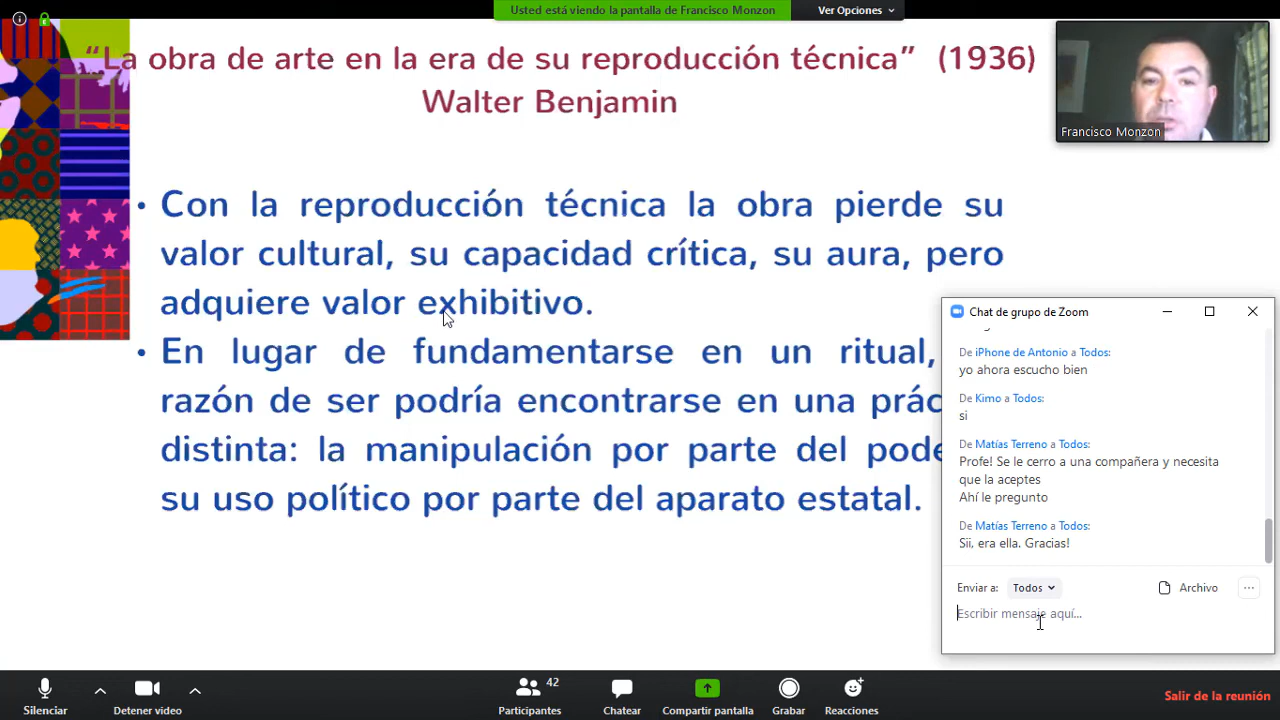 Usted está viendo la pantalla de Francisco Monzon
Ver Opciones
“La obra de arte en la era de su reproducción técnica” (1936)
Walter Benjamin
Francisco Monzon
• Con la reproducción técnica la obra pierde su
valor cultural, su capacidad crítica, su aura, pero
adquiere valor exhibitivo.
• En lugar de fundamentarse en un ritual,
razón de ser podría encontrarse en una
distinta: la manipulación por parte del
su uso político por parte del aparato estatal.
Chat de grupo de Zoom
De iPhone de Antonio a Todos:
yo ahora escucho bien
De Kimo a Todos:
si
De Matías Terreno a Todos:
Profe! Se le cerro a una compañera y necesita
que la aceptes
Ahí le pregunto
De Matías Terreno a Todos:
Sii, era ella. Gracias!
Enviar a: Todos
Archivo
Escribir mensaje aquí...
Silenciar
Detener video
42
Participantes
Chatear
Compartir pantalla
Grabar
Reacciones
Salir de la reunión